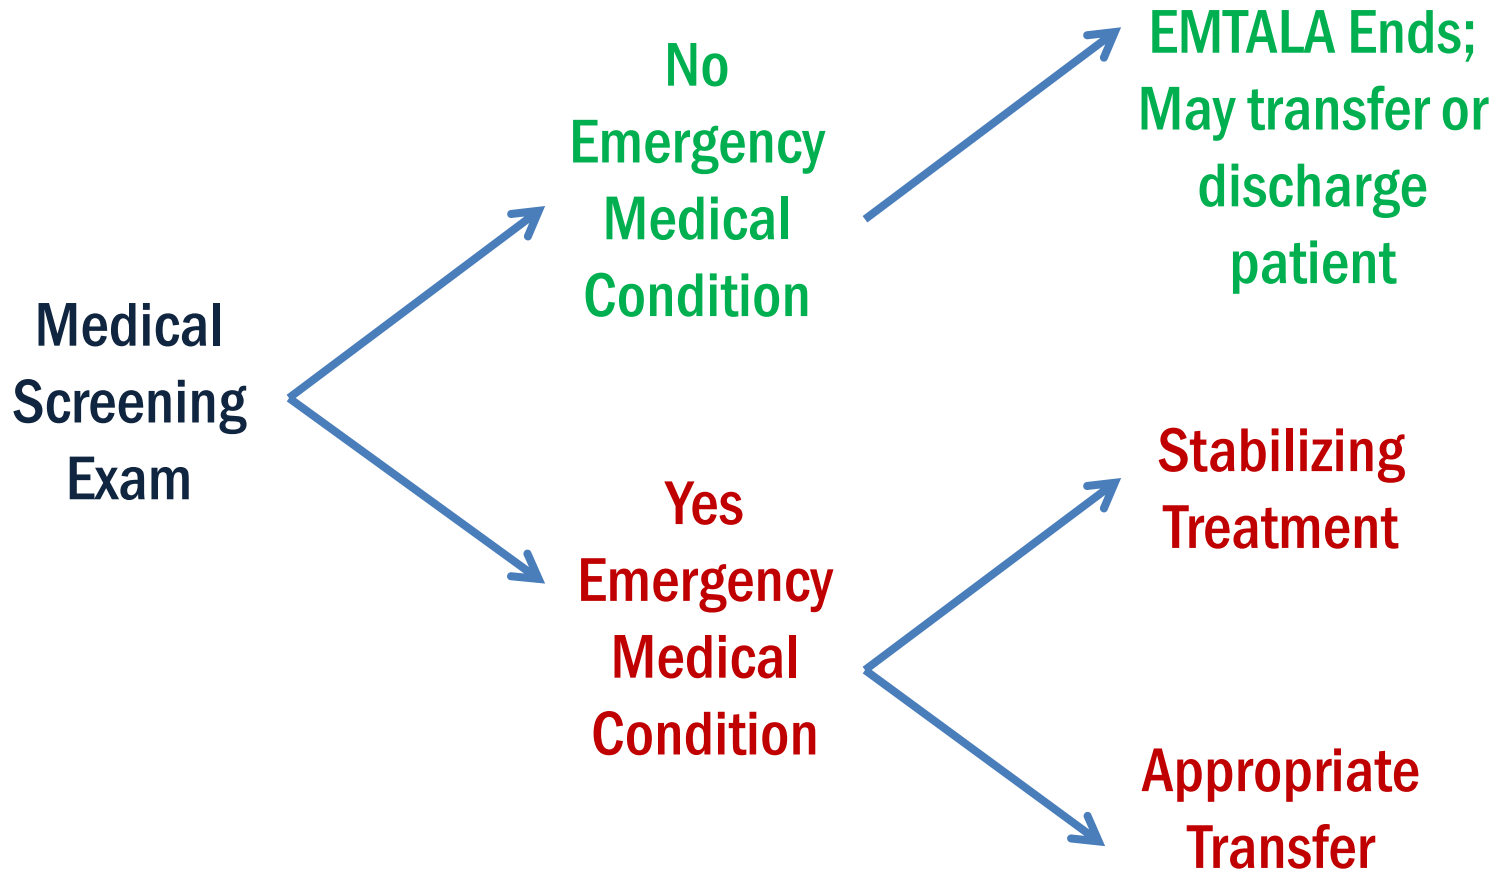 Medical
Screening
Exam
No
Emergency
Medical
Condition
EMTALA Ends;
May transfer or
discharge
patient
Yes
Emergency
Medical
Condition
Stabilizing
Treatment
Appropriate
Transfer